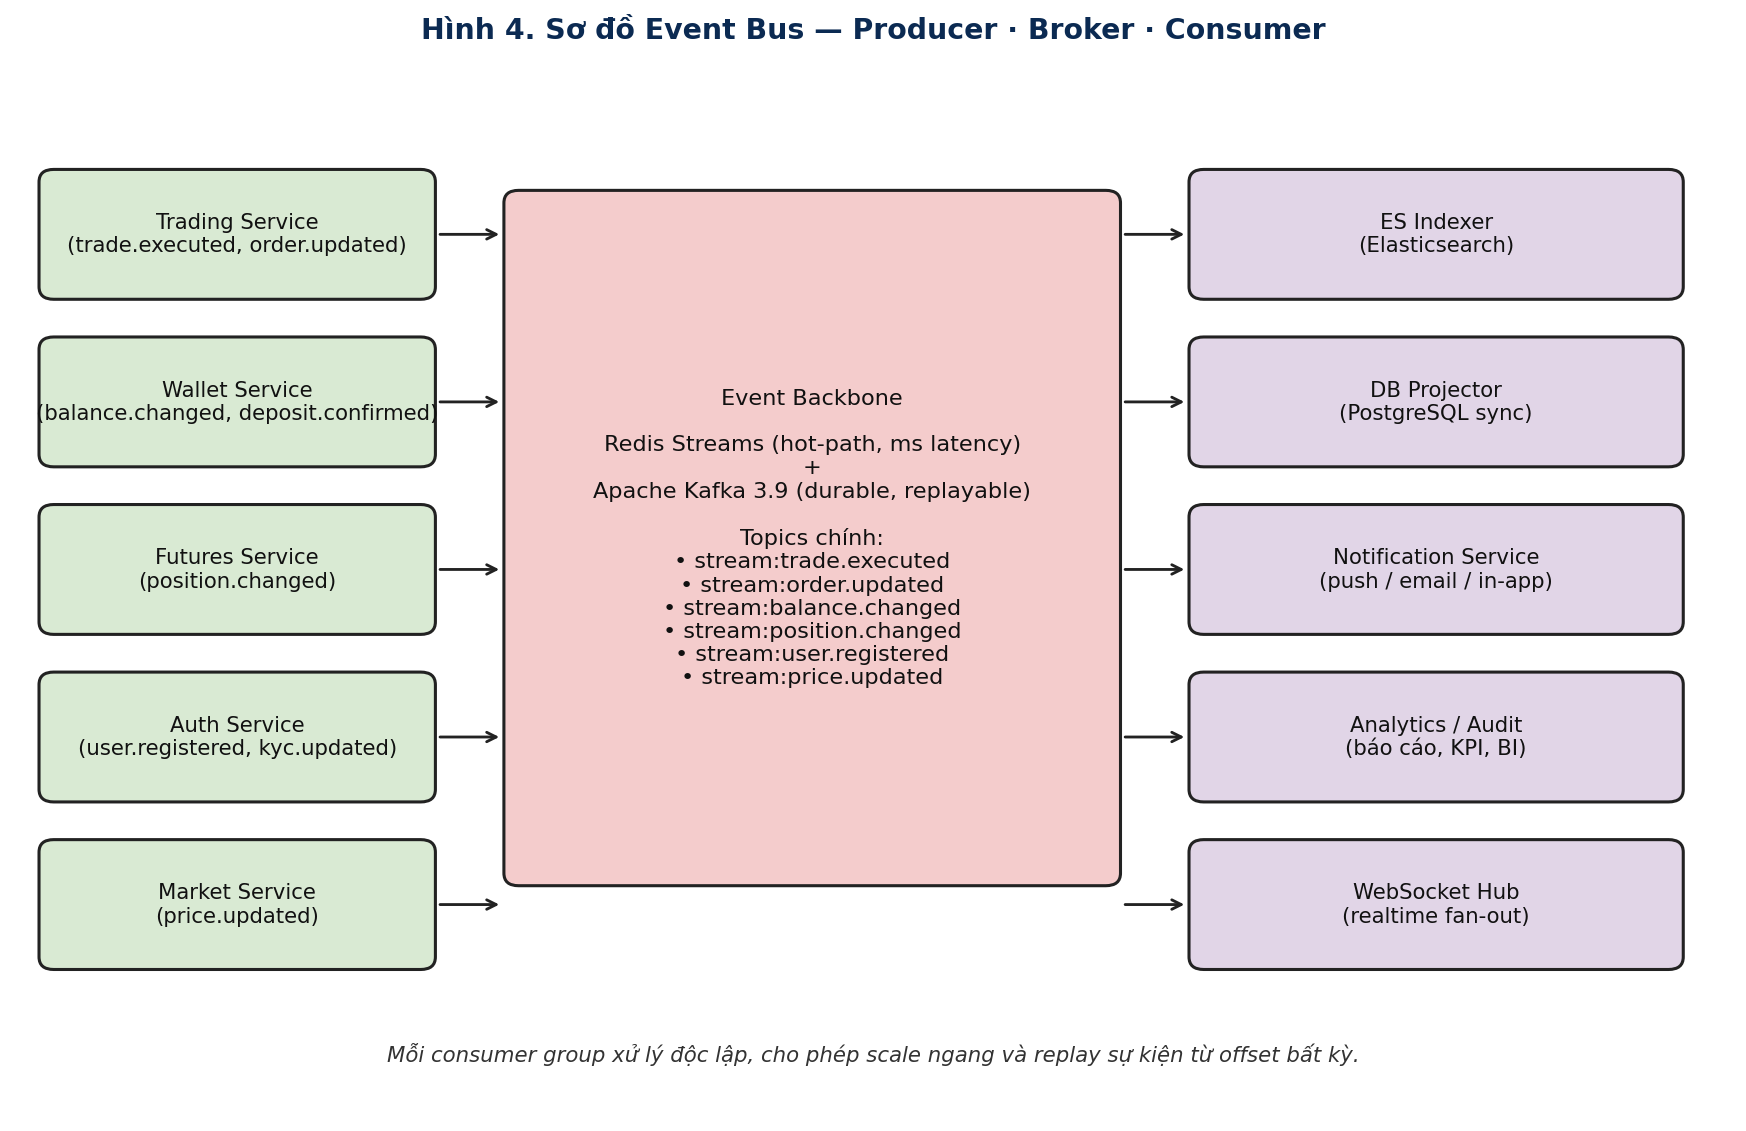 Hình 4. Sơ đồ Event Bus — Producer · Broker · Consumer
Trading Service
(trade.executed, order.updated)
Wallet Service
(balance.changed, deposit.confirmed)
Futures Service
(position.changed)
Auth Service
(user.registered, kyc.updated)
Market Service
(price.updated)
Event Backbone
Redis Streams (hot-path, ms latency)
+
Apache Kafka 3.9 (durable, replayable)
Topics chính:
• stream:trade.executed
• stream:order.updated
• stream:balance.changed
• stream:position.changed
• stream:user.registered
• stream:price.updated
ES Indexer
(Elasticsearch)
DB Projector
(PostgreSQL sync)
Notification Service
(push / email / in-app)
Analytics / Audit
(báo cáo, KPI, BI)
WebSocket Hub
(realtime fan-out)
Mỗi consumer group xử lý độc lập, cho phép scale ngang và replay sự kiện từ offset bất kỳ.